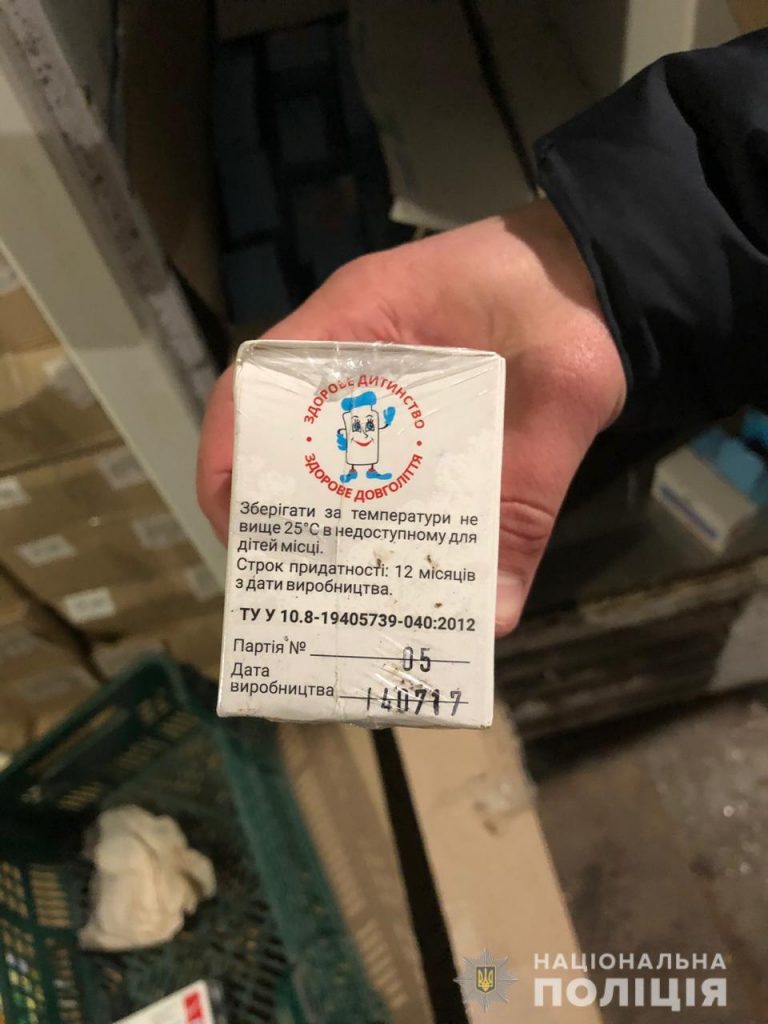 ЗДОРОВЕ ДИТИНСТВО
• ЗДОРОВЕ ДОВГОЛІТТЯ •
Зберігати за температури не
вище 25°С в недоступному для
дітей місці.
Строк придатності: 12 місяців
з дати виробництва.
ТУ У 10.8-19405739-040:2012
Партія № 05
Дата
виробництва 140717
НАЦІОНАЛЬНА
ПОЛІЦІЯ